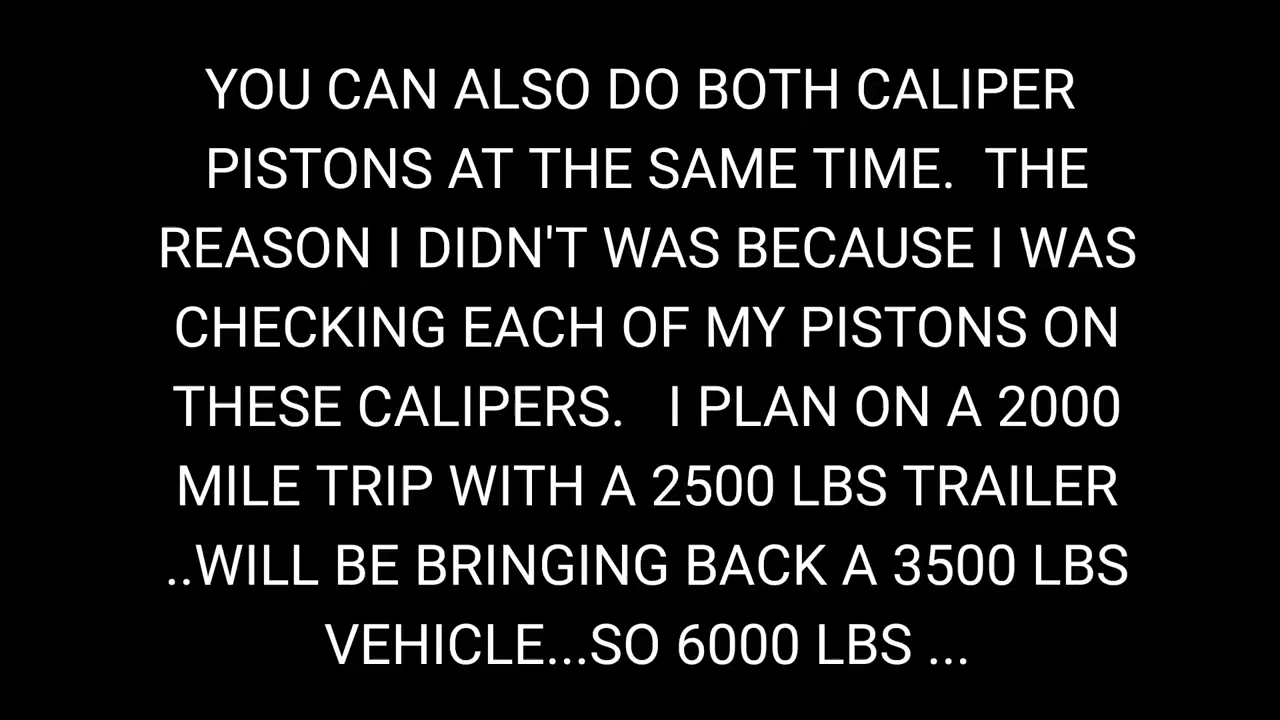 YOU CAN ALSO DO BOTH CALIPER
PISTONS AT THE SAME TIME.  THE
REASON I DIDN'T WAS BECAUSE I WAS
CHECKING EACH OF MY PISTONS ON
THESE CALIPERS.   I PLAN ON A 2000
MILE TRIP WITH A 2500 LBS TRAILER
..WILL BE BRINGING BACK A 3500 LBS
VEHICLE...SO 6000 LBS ...